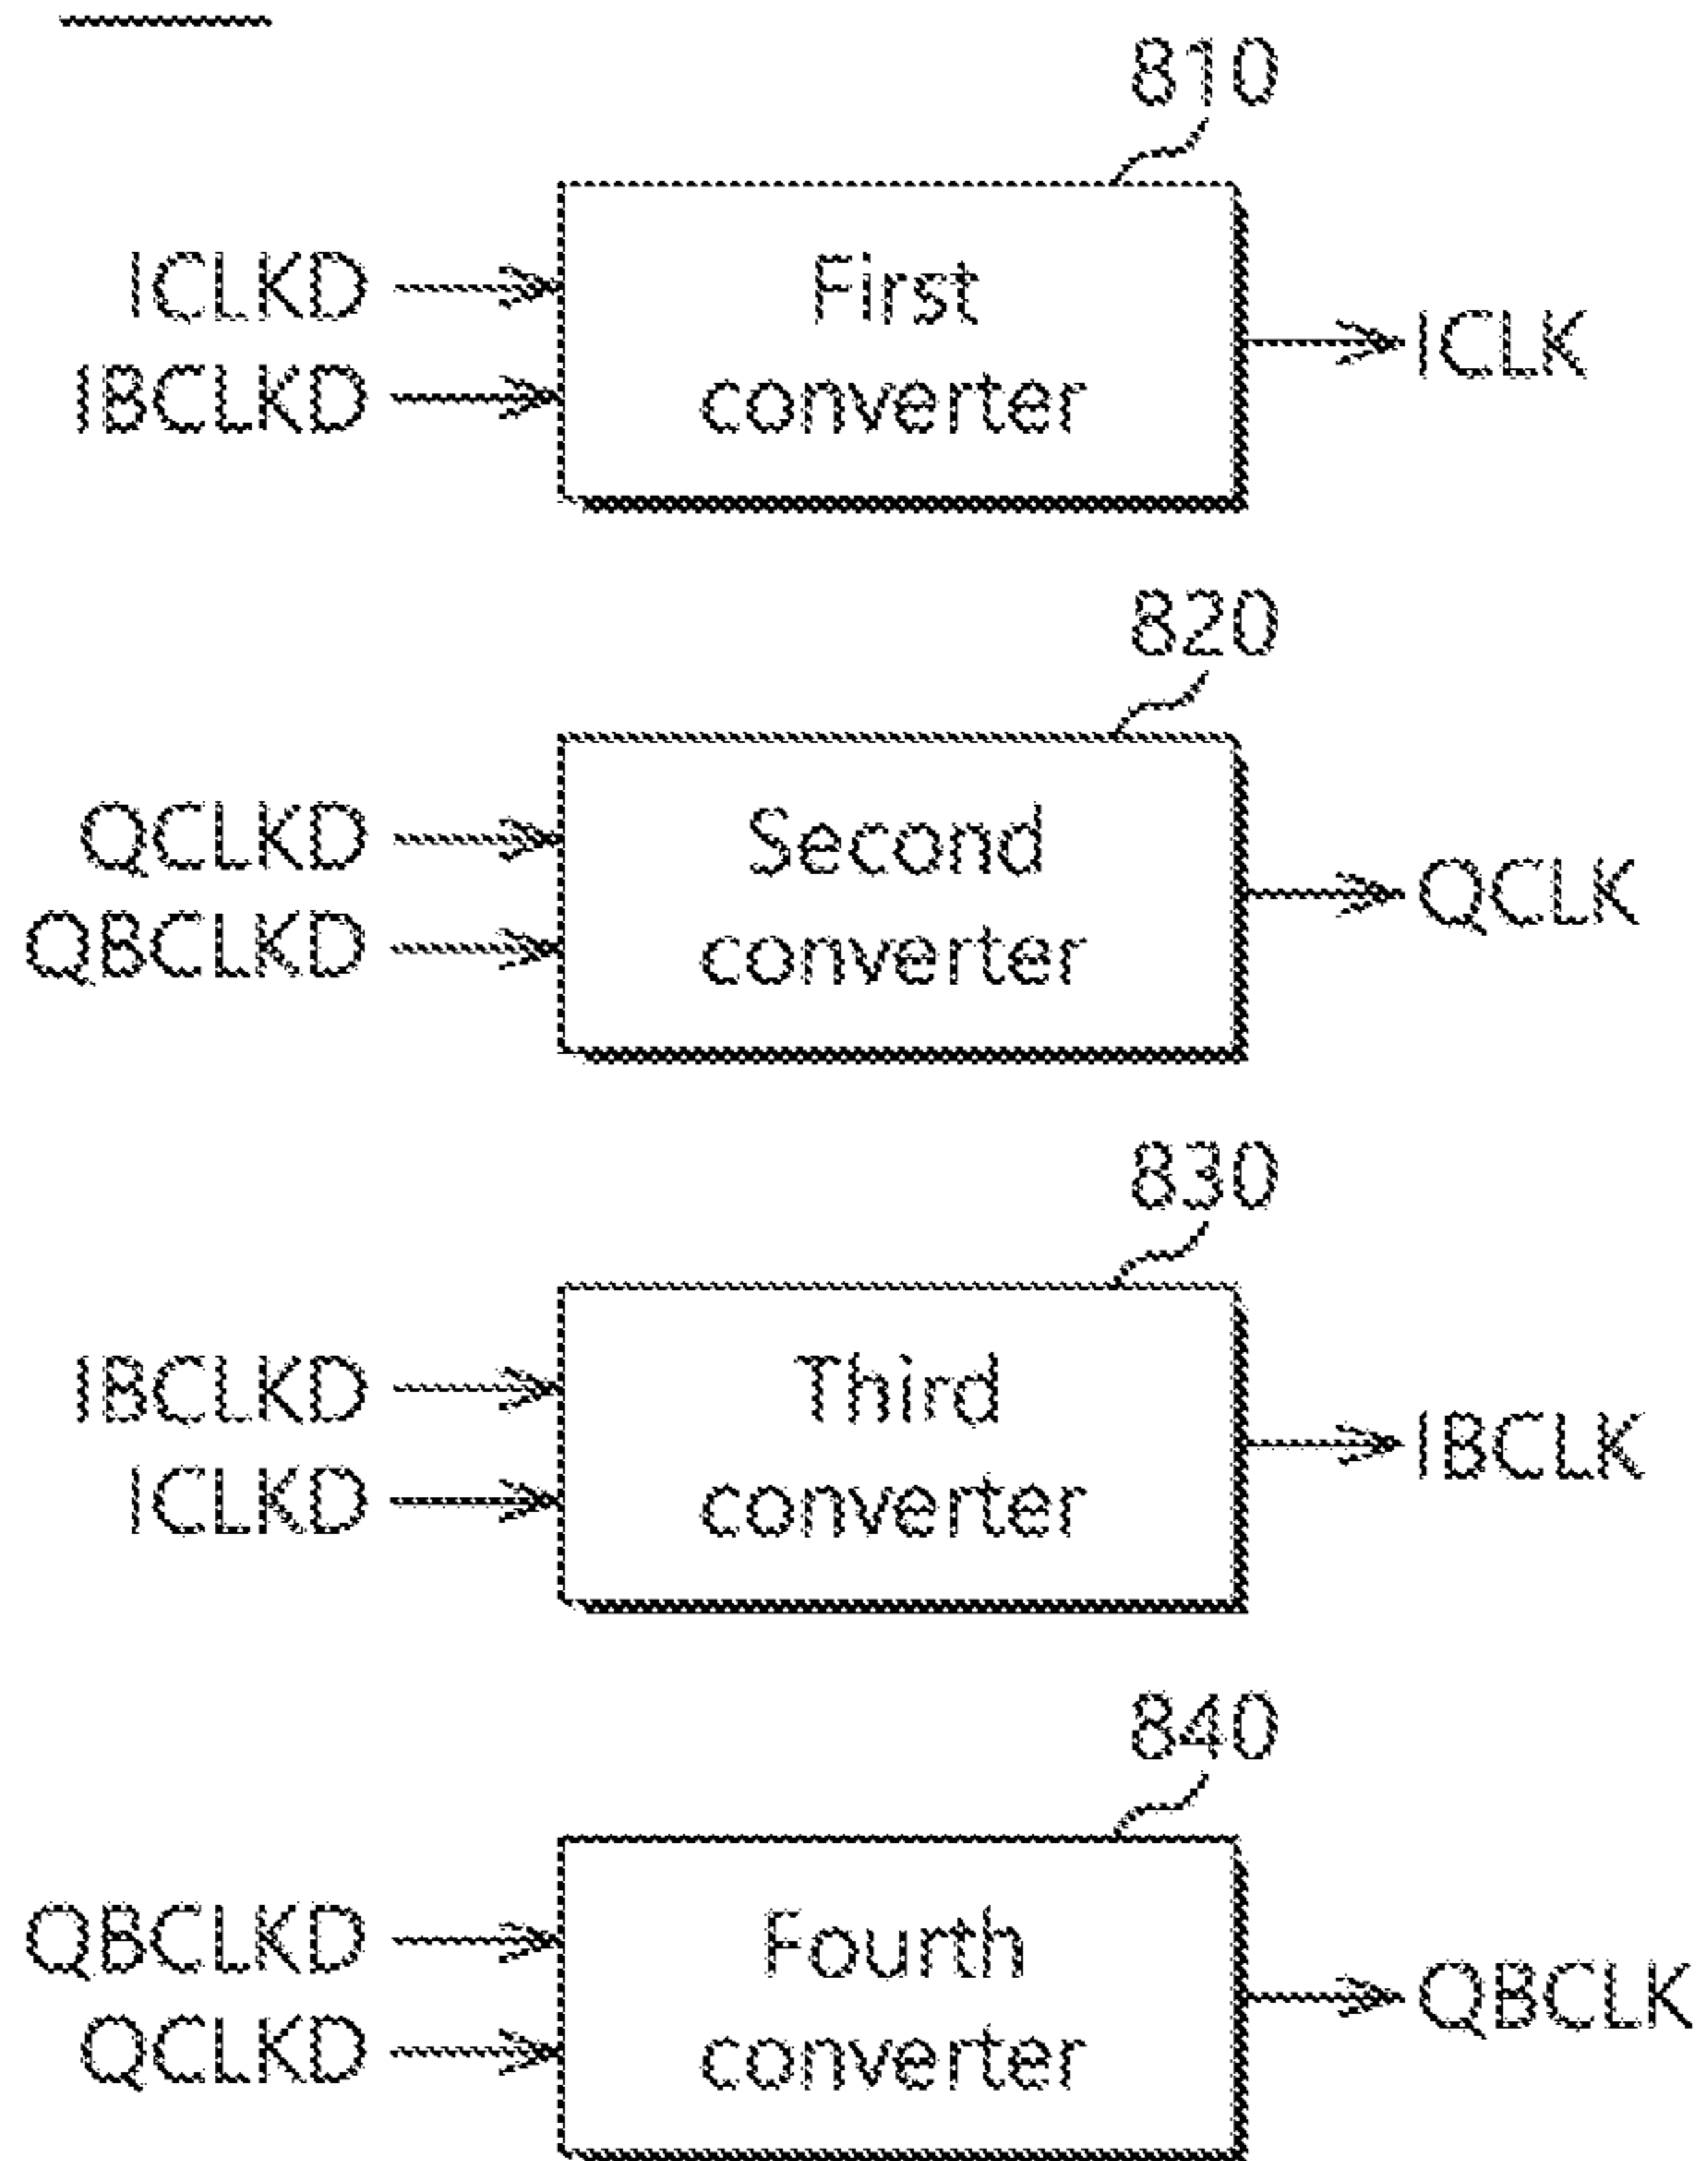 810
ICLKD
First
ICLK
IBCLKD
converter
820
QCLKD
Second
QCLK
QBCLKD
converter
830
IBCLKD
Third
IBCLK
ICLKD
converter
840
QBCLKD
Fourth
QBCLK
QCLKD
converter